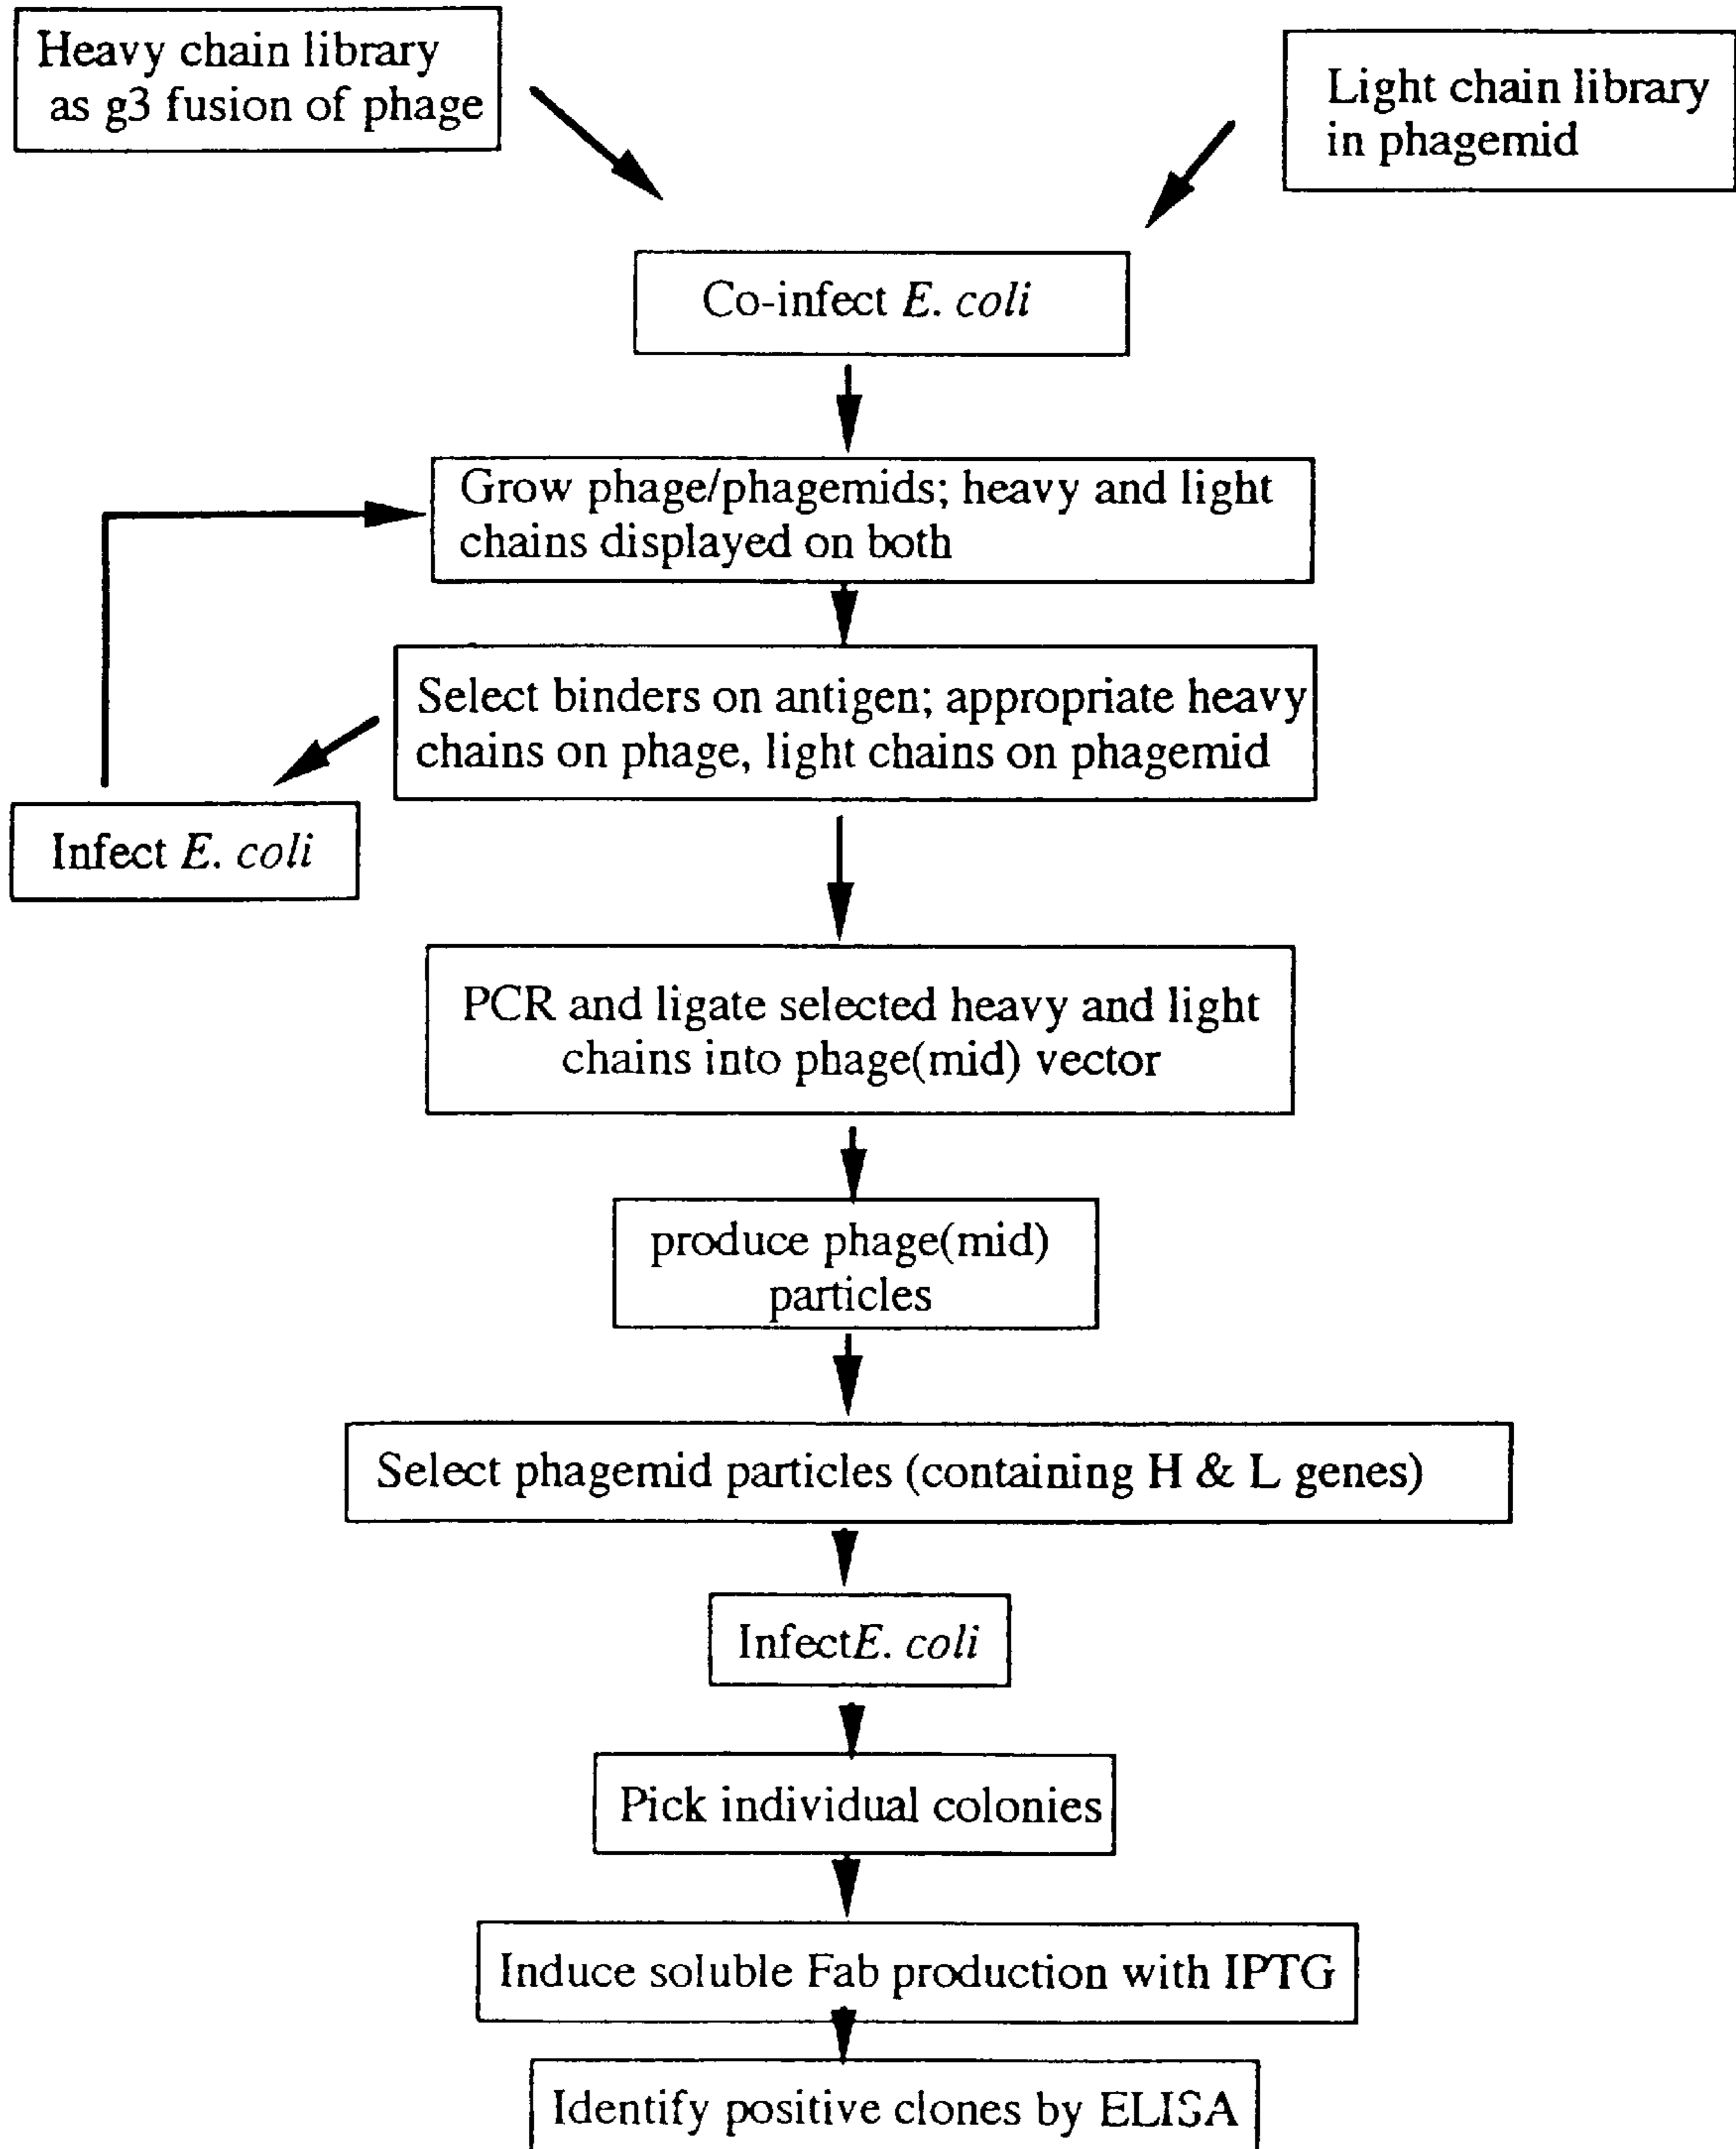 Heavy chain library
as g3 fusion of phage
Light chain library
in phagemid
Co-infect E. coli
Grow phage/phagemids; heavy and light
chains displayed on both
Select binders on antigen; appropriate heavy
chains on phage, light chains on phagemid
Infect E. coli
PCR and ligate selected heavy and light
chains into phage(mid) vector
produce phage(mid)
particles
Select phagemid particles (containing H & L genes)
InfectE. coli
Pick individual colonies
Induce soluble Fab production with IPTG
Identify positive clones by ELISA